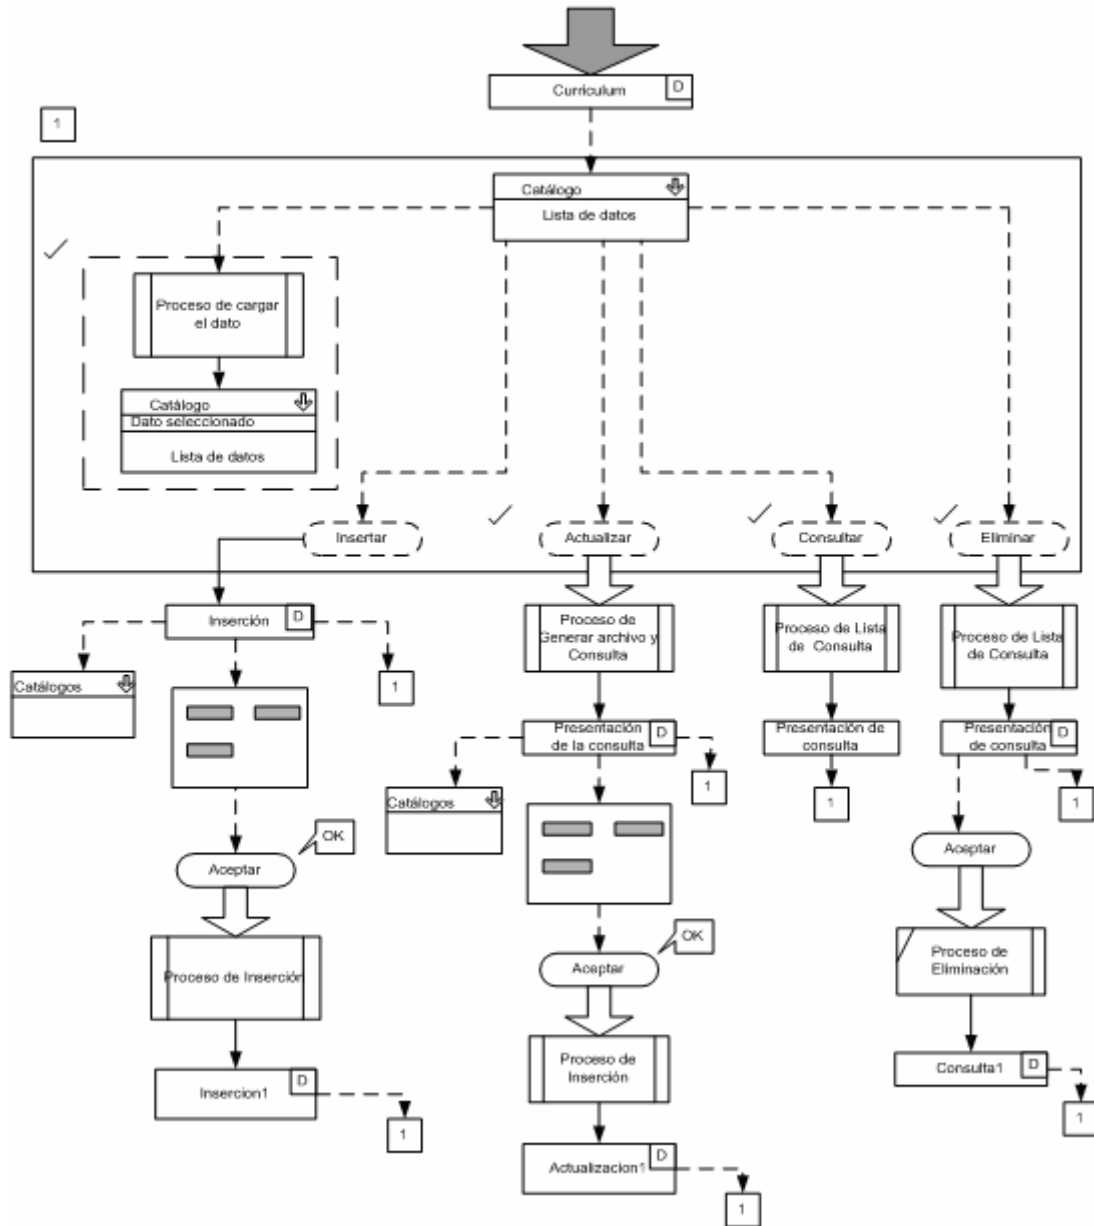 Curriculum
D
1
Catálogo
Lista de datos
Proceso de cargar
el dato
Catálogo
Dato seleccionado
Lista de datos
Insertar
Actualizar
Consultar
Eliminar
Inserción
D
Proceso de
Generar archivo y
Consulta
Proceso de Lista
de Consulta
Proceso de Lista
de Consulta
Catálogos
1
Presentación
de la consulta
D
Presentación de
consulta
Presentación
de consulta
D
Catálogos
1
1
1
OK
Aceptar
Aceptar
OK
Aceptar
Proceso de Inserción
Proceso de
Eliminación
Proceso de
Inserción
Insercion1
D
Consulta1
D
1
1
Actualizacion1
D
1